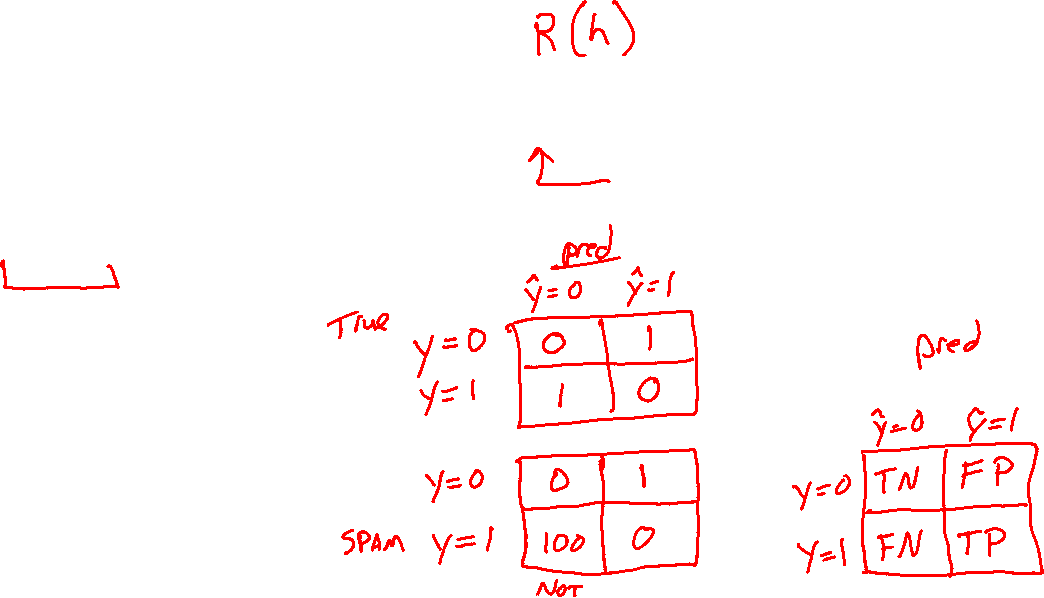 R(h)
pred
ŷ=0 ŷ=1
True y=0 0 1
y=1 1 0
y=0 0 1
SPAM y=1 100 0
NOT
pred
ŷ=0 ŷ=1
y=0 TN FP
y=1 FN TP